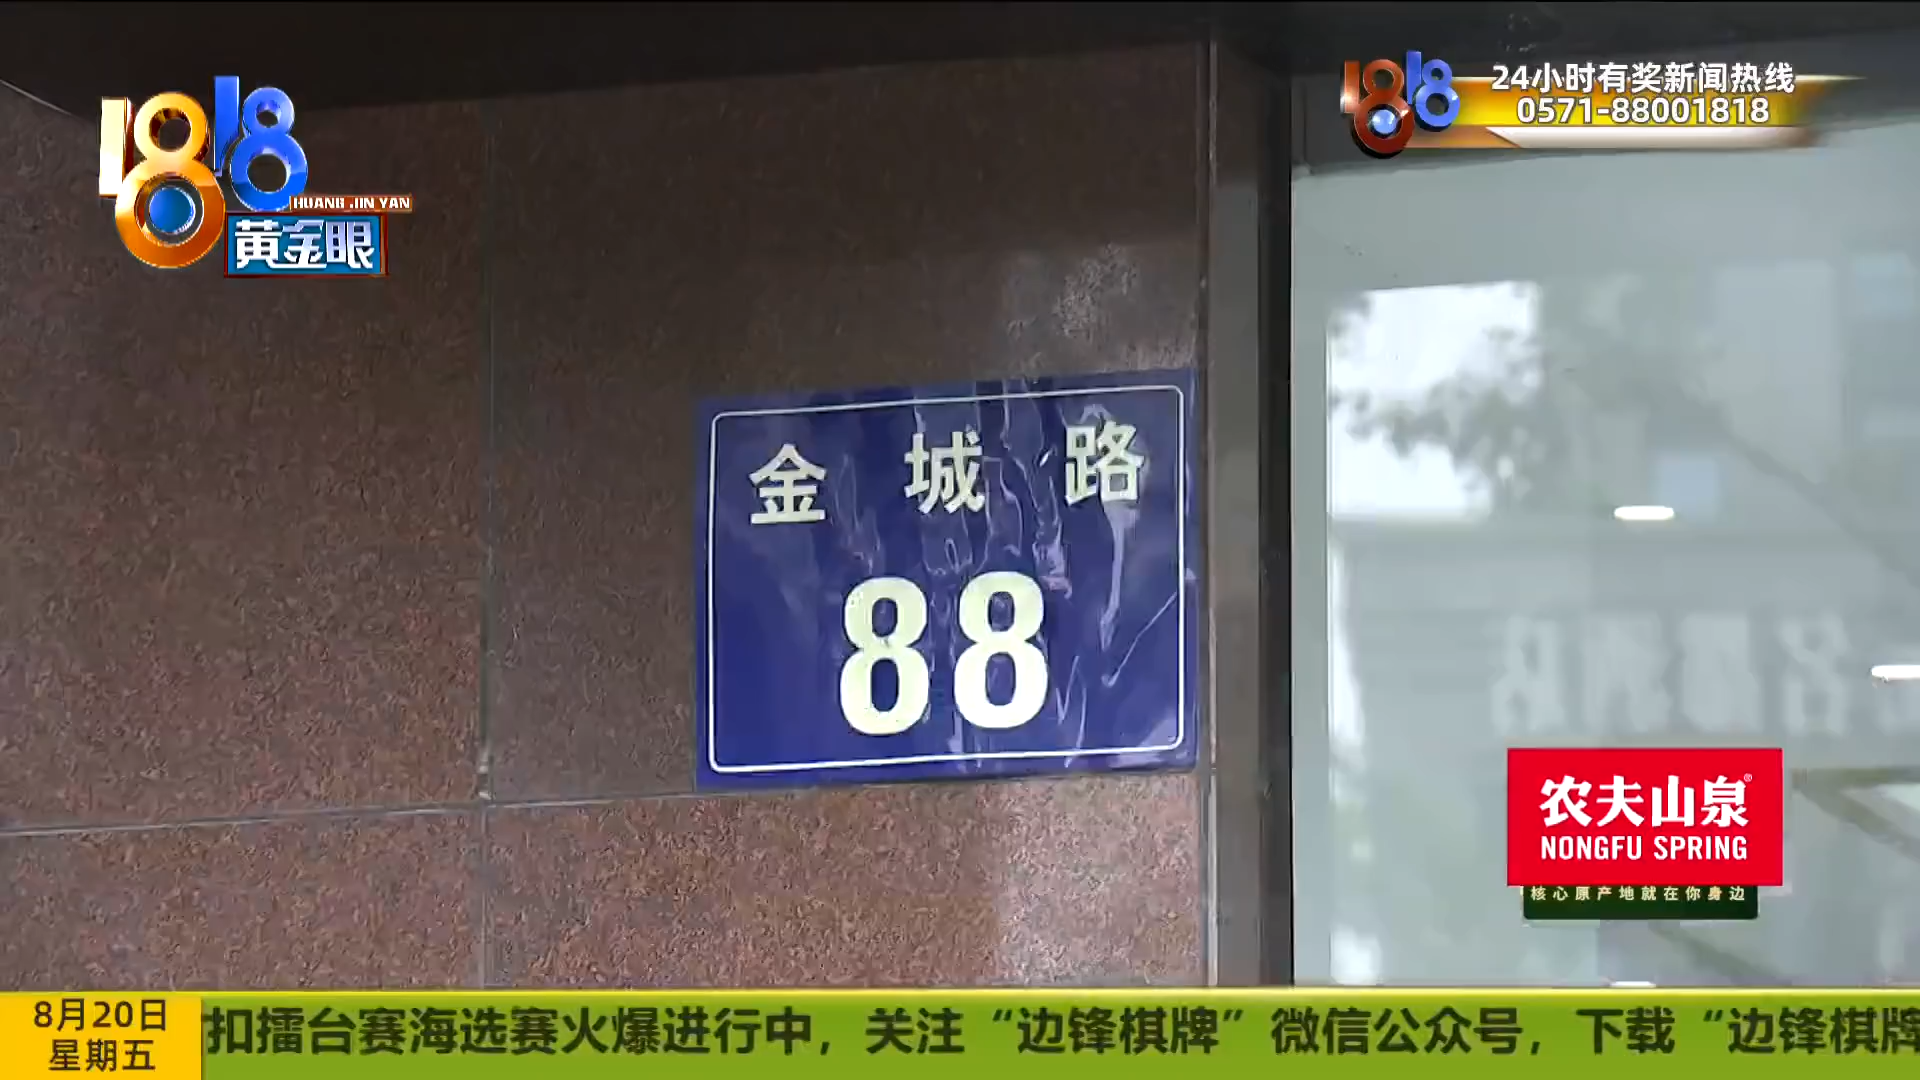 1818
HUANG JIN YAN
黄金眼
1818
24小时有奖新闻热线
0571-88001818
金城路
88
农夫山泉®
NONGFU SPRING
核心原产地就在你身边
8月20日
星期五
扣擂台赛海选赛火爆进行中，关注“边锋棋牌”微信公众号，下载“边锋棋牌